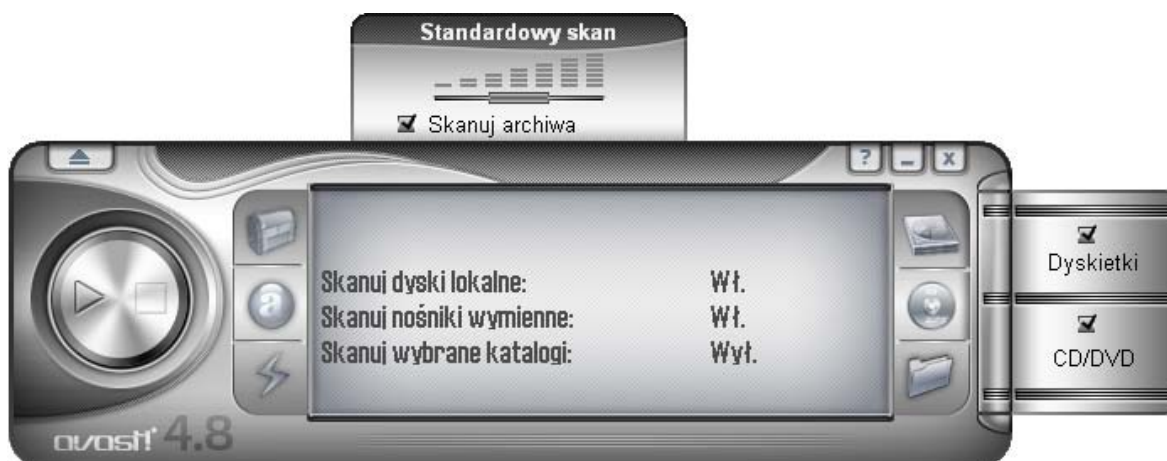 Standardowy skan
Skanuj archiwa
?
x
Skanuj dyski lokalne: Wł.
Skanuj nośniki wymienne: Wł.
Skanuj wybrane katalogi: Wył.
Dyskietki
CD/DVD
a
avast! 4.8